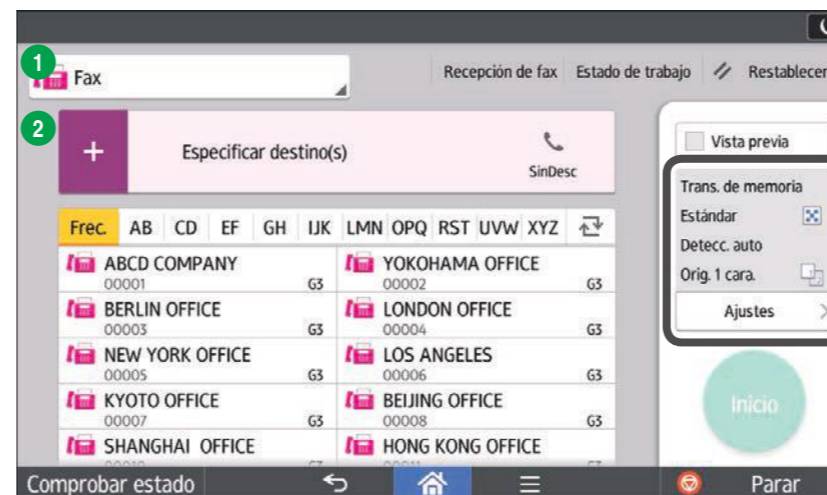 1
Fax
Recepción de fax Estado de trabajo Restablecer
2
+ Especificar destino(s)
SinDesc
Vista previa
Trans. de memoria
Estándar
Detecc. auto
Orig. 1 cara.
Ajustes
Frec. AB CD EF GH IJK LMN OPQ RST UVW XYZ
ABCD COMPANY
00001 G3
YOKOHAMA OFFICE
00002 G3
BERLIN OFFICE
00003 G3
LONDON OFFICE
00004 G3
NEW YORK OFFICE
00005 G3
LOS ANGELES
00006 G3
KYOTO OFFICE
00007 G3
BEIJING OFFICE
00008 G3
SHANGHAI OFFICE
HONG KONG OFFICE
Inicio
Comprobar estado
Parar